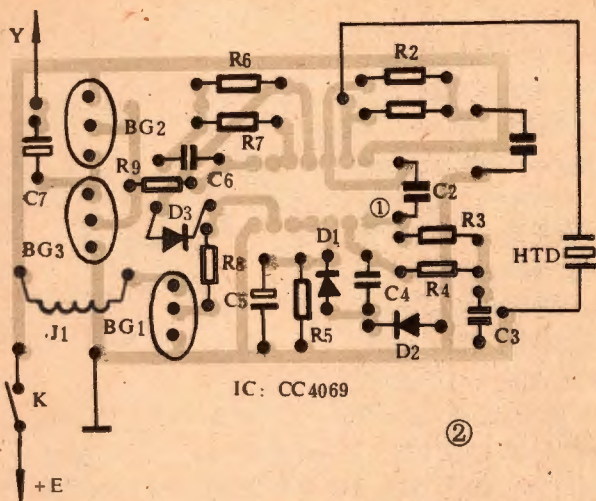 Y
R6
R2
BG2
R7
C7
R9
C6
C2
①
D3
R3
BG3
R8
D1
HTD
C5
C4
R4
J1
BG1
R5
D2
C3
K
IC: CC4069
②
+E